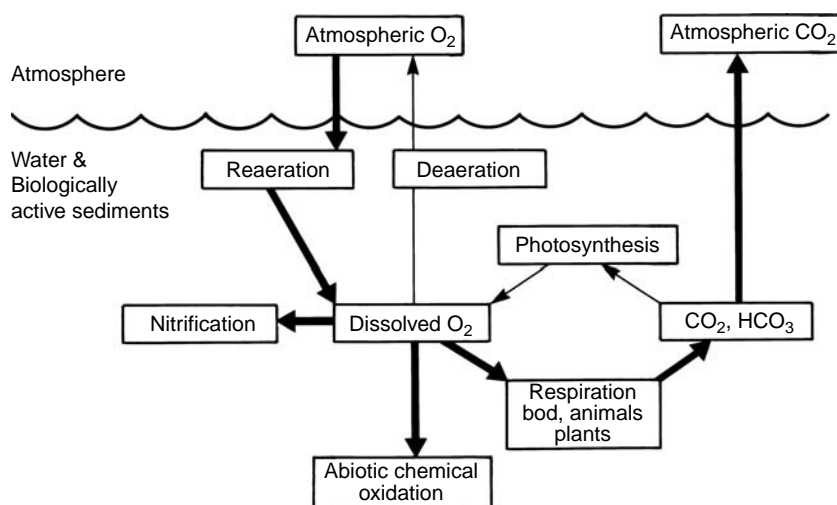 Atmospheric O₂
Atmospheric CO₂
Atmosphere
Water &
Biologically
active sediments
Reaeration
Deaeration
Photosynthesis
Nitrification
Dissolved O₂
CO₂, HCO₃
Respiration
bod, animals
plants
Abiotic chemical
oxidation